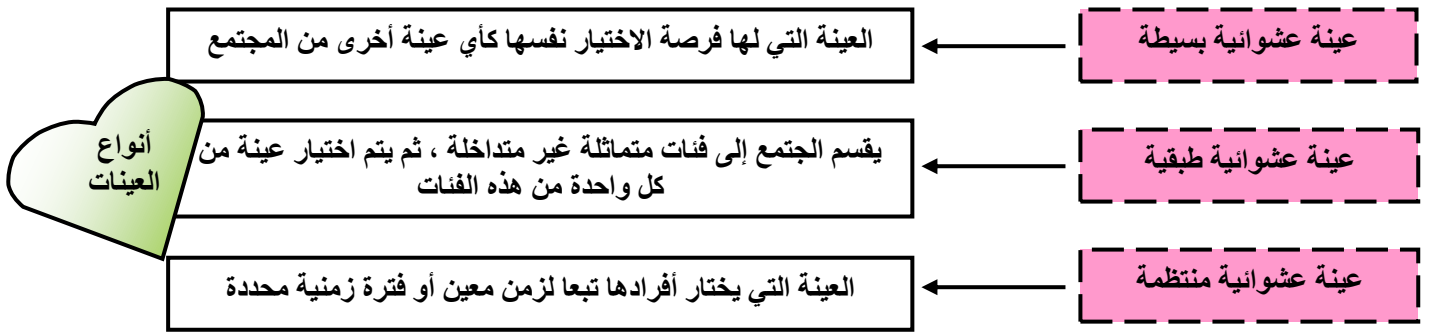 عينة عشوائية بسيطة
العينة التي لها فرصة الاختيار نفسها كأي عينة أخرى من المجتمع
أنواع
العينات
عينة عشوائية طبقية
يقسم الجتمع إلى فئات متماثلة غير متداخلة ، ثم يتم اختيار عينة من
كل واحدة من هذه الفئات
عينة عشوائية منتظمة
العينة التي يختار أفرادها تبعا لزمن معين أو فترة زمنية محددة